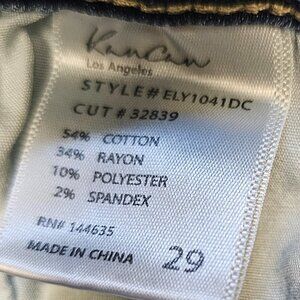 KanCan
Los Angeles
STYLE# ELY1041DC
CUT # 32839
54% COTTON
34% RAYON
10% POLYESTER
2% SPANDEX
RN# 144635
MADE IN CHINA
29